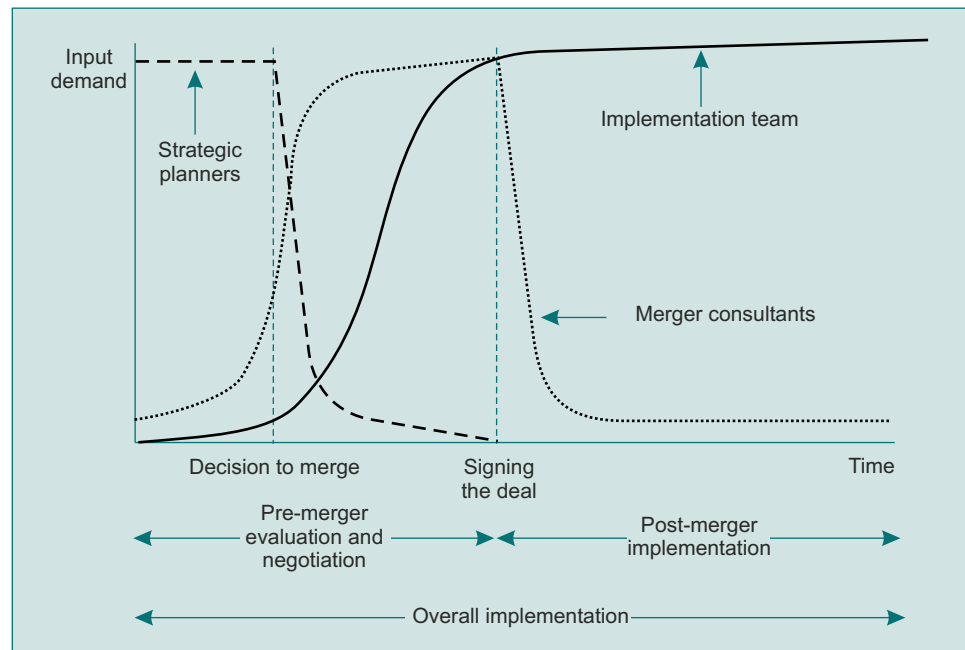 Input
demand
Strategic
planners
Implementation team
Merger consultants
Decision to merge
Signing
the deal
Time
Pre-merger
evaluation and
negotiation
Post-merger
implementation
Overall implementation